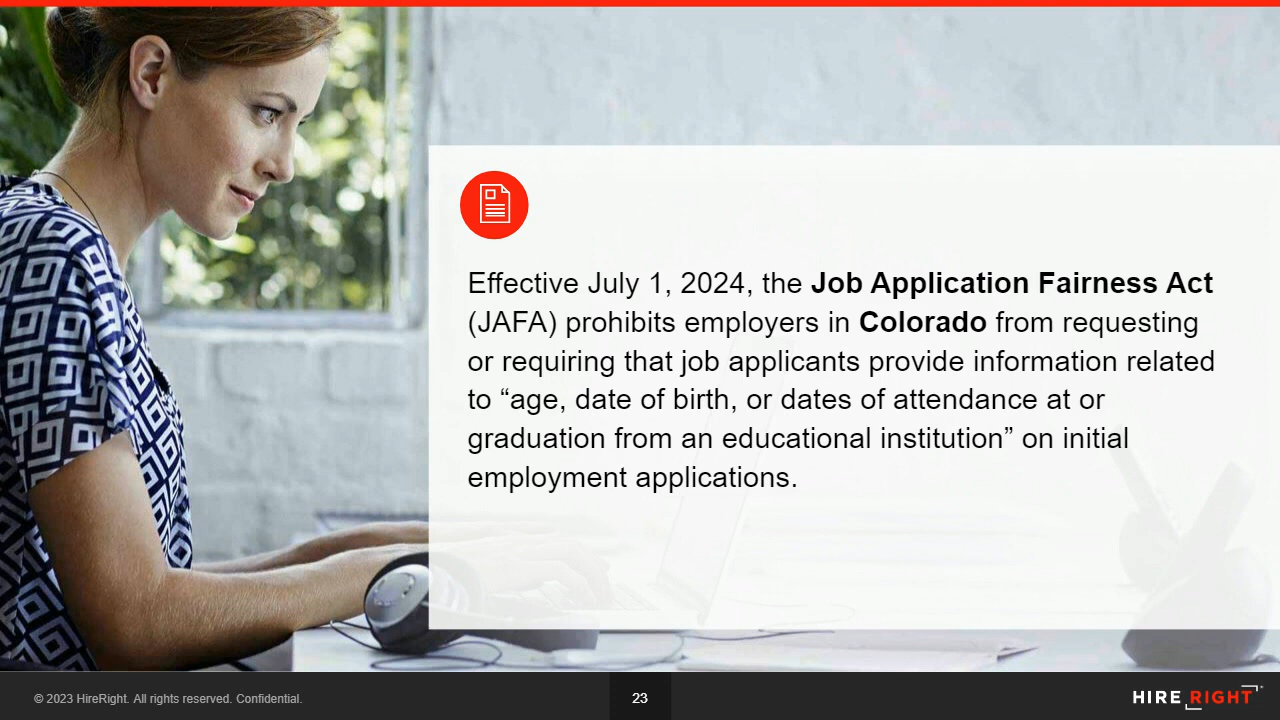 Effective July 1, 2024, the Job Application Fairness Act
(JAFA) prohibits employers in Colorado from requesting
or requiring that job applicants provide information related
to “age, date of birth, or dates of attendance at or
graduation from an educational institution” on initial
employment applications.
© 2023 HireRight. All rights reserved. Confidential.
23
HIRE RIGHT